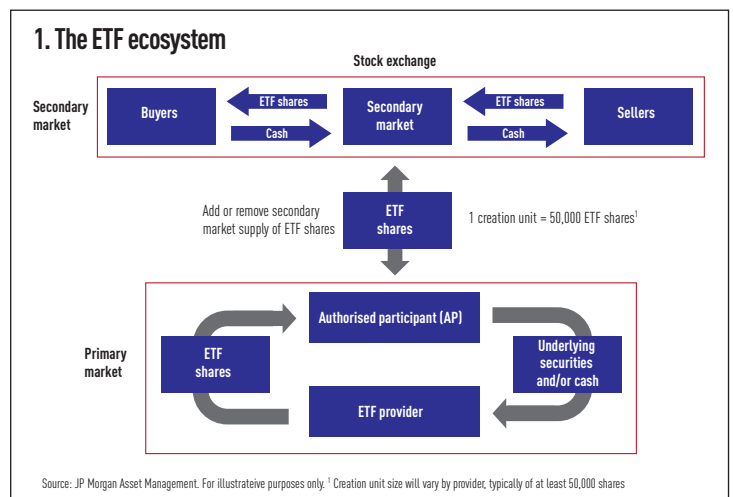 1. The ETF ecosystem
Stock exchange
Secondary
market
Buyers
ETF shares
Cash
Secondary
market
ETF shares
Cash
Sellers
Add or remove secondary
market supply of ETF shares
ETF
shares
1 creation unit = 50,000 ETF shares¹
Primary
market
ETF
shares
Authorised participant (AP)
Underlying
securities
and/or cash
ETF provider
Source: JP Morgan Asset Management. For illustrateive purposes only. ¹ Creation unit size will vary by provider, typically of at least 50,000 shares